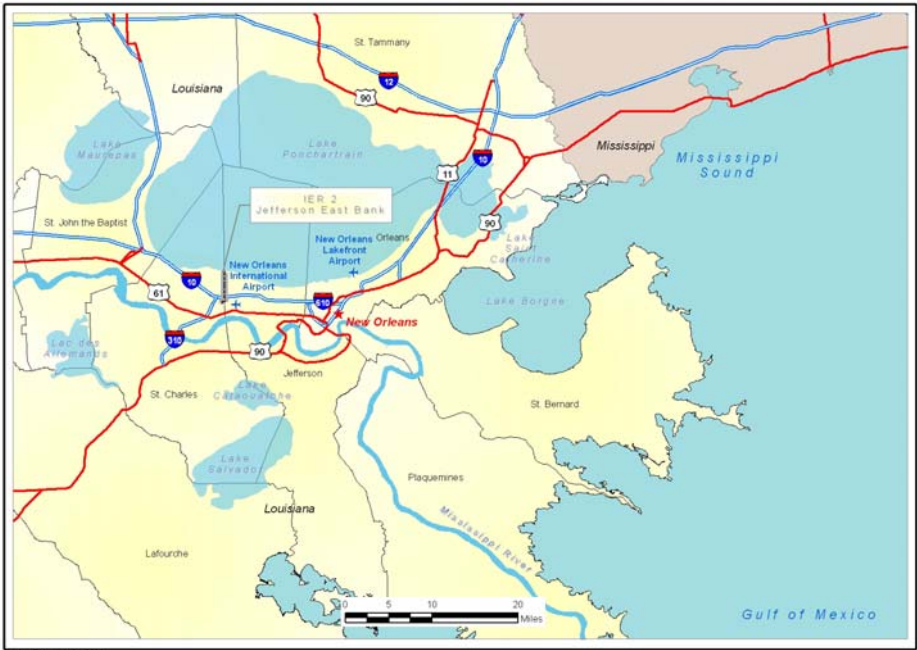 St. Tammany
Louisiana
12
90
Lake
Maurepas
Lake
Ponchartrain
10
Mississippi
Mississippi
Sound
11
IER 2
Jefferson East Bank
St. John the Baptist
90
New Orleans
Lakefront
Airport
Orleans
Lake
Saint
Catherine
New Orleans
International
Airport
10
61
610
Lake Borgne
New Orleans
310
90
Lac des
Allemands
Jefferson
St. Charles
Lake
Cataouatche
St. Bernard
Lake
Salvador
Plaquemines
Louisiana
Mississippi River
Lafourche
0 5 10 20
Miles
Gulf of Mexico